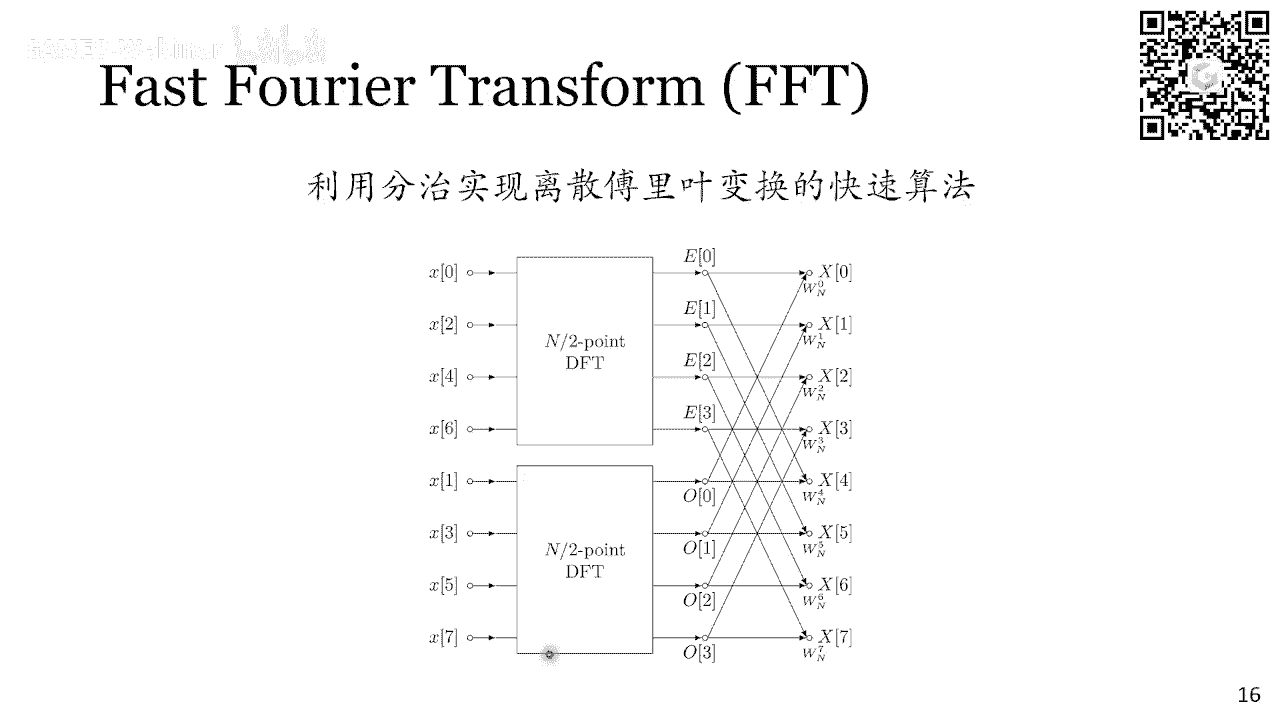 Fast Fourier Transform (FFT)
利用分治实现离散傅里叶变换的快速算法
x[0]
x[2]
x[4]
x[6]
x[1]
x[3]
x[5]
x[7]
N/2-point
DFT
N/2-point
DFT
E[0]
E[1]
E[2]
E[3]
O[0]
O[1]
O[2]
O[3]
X[0]
W_N^0
X[1]
W_N^1
X[2]
W_N^2
X[3]
W_N^3
X[4]
W_N^4
X[5]
W_N^5
X[6]
W_N^6
X[7]
W_N^7
16